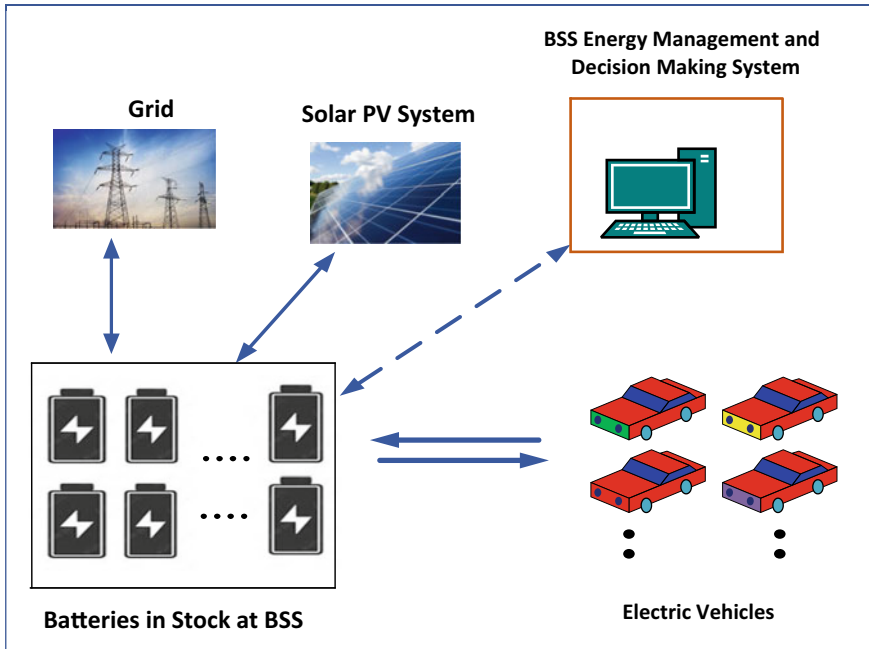 BSS Energy Management and
Decision Making System
Grid
Solar PV System
Batteries in Stock at BSS
Electric Vehicles